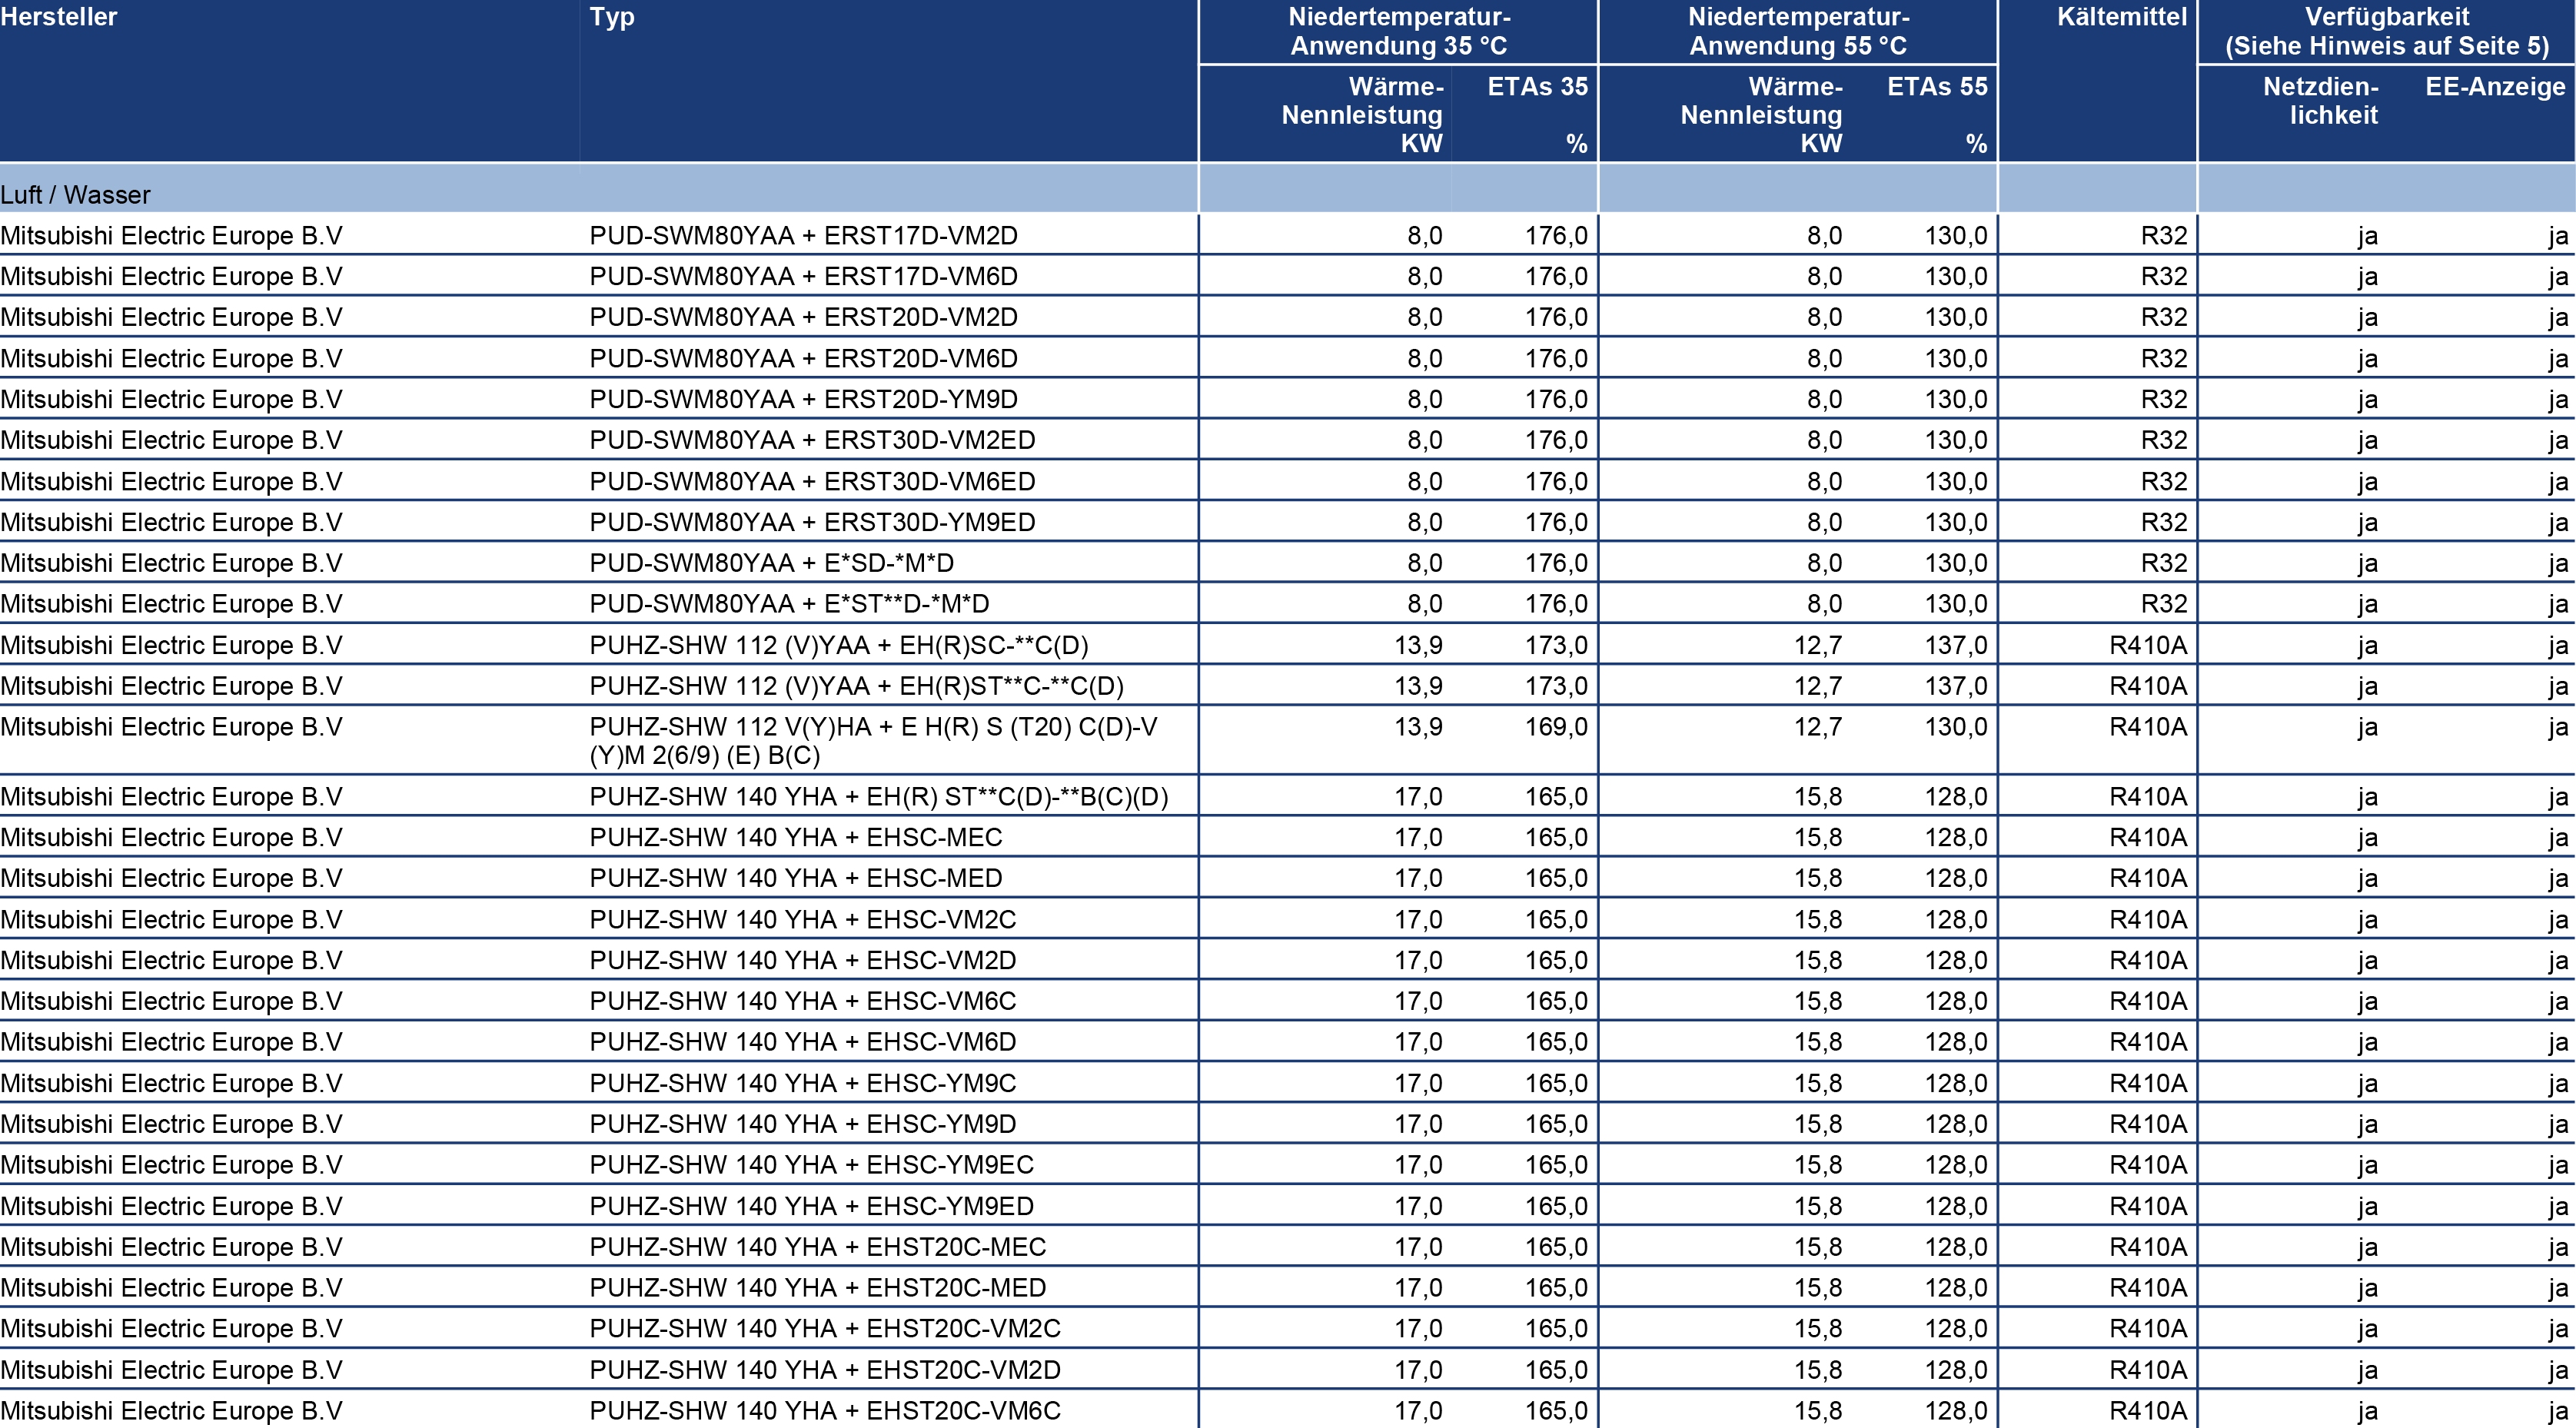 Hersteller Typ Niedertemperatur- Niedertemperatur- Kältemittel Verfügbarkeit
Anwendung 35 °C Anwendung 55 °C (Siehe Hinweis auf Seite 5)
Wärme- ETAs 35 Wärme- ETAs 55 Netzdien- EE-Anzeige
Nennleistung Nennleistung lichkeit
KW % KW %
Luft / Wasser
Mitsubishi Electric Europe B.V PUD-SWM80YAA + ERST17D-VM2D 8,0 176,0 8,0 130,0 R32 ja ja
Mitsubishi Electric Europe B.V PUD-SWM80YAA + ERST17D-VM6D 8,0 176,0 8,0 130,0 R32 ja ja
Mitsubishi Electric Europe B.V PUD-SWM80YAA + ERST20D-VM2D 8,0 176,0 8,0 130,0 R32 ja ja
Mitsubishi Electric Europe B.V PUD-SWM80YAA + ERST20D-VM6D 8,0 176,0 8,0 130,0 R32 ja ja
Mitsubishi Electric Europe B.V PUD-SWM80YAA + ERST20D-YM9D 8,0 176,0 8,0 130,0 R32 ja ja
Mitsubishi Electric Europe B.V PUD-SWM80YAA + ERST30D-VM2ED 8,0 176,0 8,0 130,0 R32 ja ja
Mitsubishi Electric Europe B.V PUD-SWM80YAA + ERST30D-VM6ED 8,0 176,0 8,0 130,0 R32 ja ja
Mitsubishi Electric Europe B.V PUD-SWM80YAA + ERST30D-YM9ED 8,0 176,0 8,0 130,0 R32 ja ja
Mitsubishi Electric Europe B.V PUD-SWM80YAA + E*SD-*M*D 8,0 176,0 8,0 130,0 R32 ja ja
Mitsubishi Electric Europe B.V PUD-SWM80YAA + E*ST**D-*M*D 8,0 176,0 8,0 130,0 R32 ja ja
Mitsubishi Electric Europe B.V PUHZ-SHW 112 (V)YAA + EH(R)SC-**C(D) 13,9 173,0 12,7 137,0 R410A ja ja
Mitsubishi Electric Europe B.V PUHZ-SHW 112 (V)YAA + EH(R)ST**C-**C(D) 13,9 173,0 12,7 137,0 R410A ja ja
Mitsubishi Electric Europe B.V PUHZ-SHW 112 V(Y)HA + E H(R) S (T20) C(D)-V 13,9 169,0 12,7 130,0 R410A ja ja
(Y)M 2(6/9) (E) B(C)
Mitsubishi Electric Europe B.V PUHZ-SHW 140 YHA + EH(R) ST**C(D)-**B(C)(D) 17,0 165,0 15,8 128,0 R410A ja ja
Mitsubishi Electric Europe B.V PUHZ-SHW 140 YHA + EHSC-MEC 17,0 165,0 15,8 128,0 R410A ja ja
Mitsubishi Electric Europe B.V PUHZ-SHW 140 YHA + EHSC-MED 17,0 165,0 15,8 128,0 R410A ja ja
Mitsubishi Electric Europe B.V PUHZ-SHW 140 YHA + EHSC-VM2C 17,0 165,0 15,8 128,0 R410A ja ja
Mitsubishi Electric Europe B.V PUHZ-SHW 140 YHA + EHSC-VM2D 17,0 165,0 15,8 128,0 R410A ja ja
Mitsubishi Electric Europe B.V PUHZ-SHW 140 YHA + EHSC-VM6C 17,0 165,0 15,8 128,0 R410A ja ja
Mitsubishi Electric Europe B.V PUHZ-SHW 140 YHA + EHSC-VM6D 17,0 165,0 15,8 128,0 R410A ja ja
Mitsubishi Electric Europe B.V PUHZ-SHW 140 YHA + EHSC-YM9C 17,0 165,0 15,8 128,0 R410A ja ja
Mitsubishi Electric Europe B.V PUHZ-SHW 140 YHA + EHSC-YM9D 17,0 165,0 15,8 128,0 R410A ja ja
Mitsubishi Electric Europe B.V PUHZ-SHW 140 YHA + EHSC-YM9EC 17,0 165,0 15,8 128,0 R410A ja ja
Mitsubishi Electric Europe B.V PUHZ-SHW 140 YHA + EHSC-YM9ED 17,0 165,0 15,8 128,0 R410A ja ja
Mitsubishi Electric Europe B.V PUHZ-SHW 140 YHA + EHST20C-MEC 17,0 165,0 15,8 128,0 R410A ja ja
Mitsubishi Electric Europe B.V PUHZ-SHW 140 YHA + EHST20C-MED 17,0 165,0 15,8 128,0 R410A ja ja
Mitsubishi Electric Europe B.V PUHZ-SHW 140 YHA + EHST20C-VM2C 17,0 165,0 15,8 128,0 R410A ja ja
Mitsubishi Electric Europe B.V PUHZ-SHW 140 YHA + EHST20C-VM2D 17,0 165,0 15,8 128,0 R410A ja ja
Mitsubishi Electric Europe B.V PUHZ-SHW 140 YHA + EHST20C-VM6C 17,0 165,0 15,8 128,0 R410A ja ja